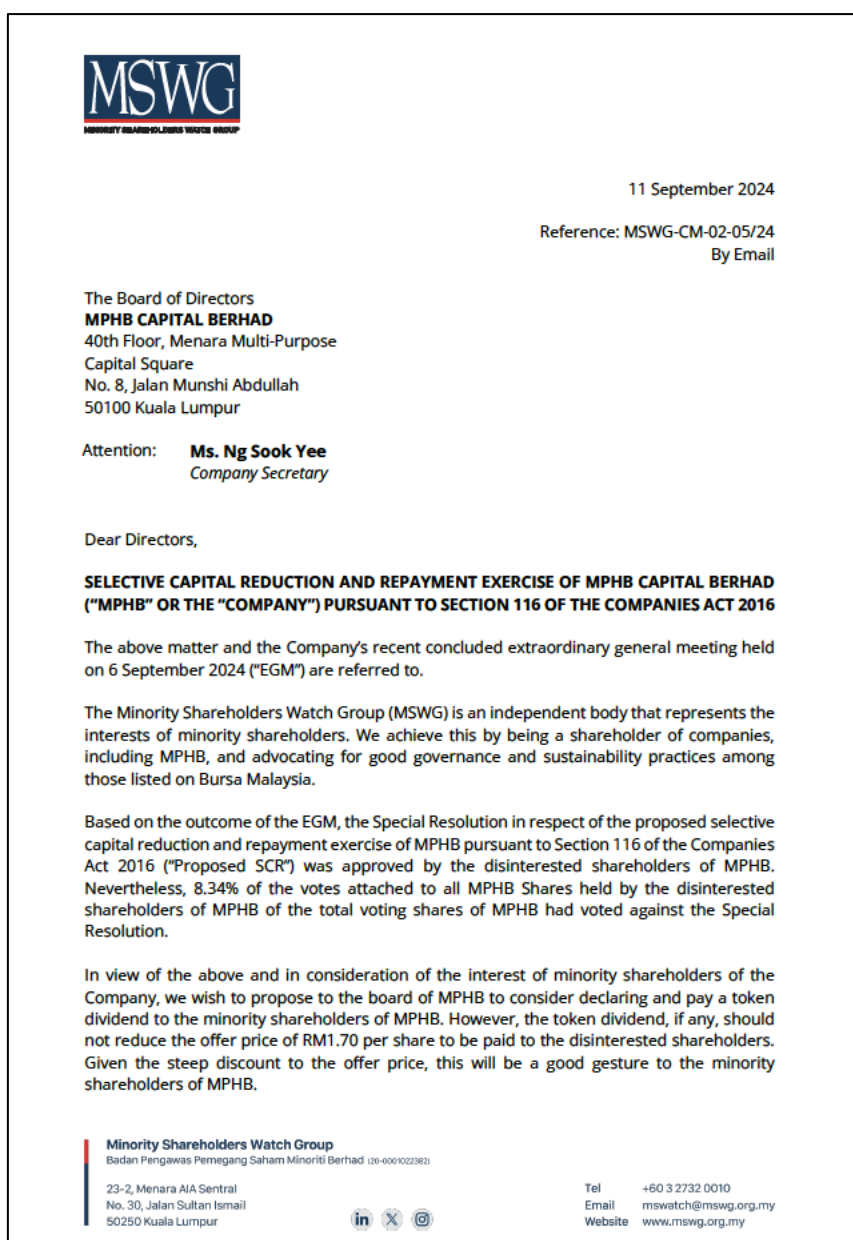 MSWG
MINORITY SHAREHOLDERS WATCH GROUP
11 September 2024
Reference: MSWG-CM-02-05/24
By Email
The Board of Directors
MPHB CAPITAL BERHAD
40th Floor, Menara Multi-Purpose
Capital Square
No. 8, Jalan Munshi Abdullah
50100 Kuala Lumpur
Attention: Ms. Ng Sook Yee
Company Secretary
Dear Directors,
SELECTIVE CAPITAL REDUCTION AND REPAYMENT EXERCISE OF MPHB CAPITAL BERHAD
(“MPHB” OR THE “COMPANY”) PURSUANT TO SECTION 116 OF THE COMPANIES ACT 2016
The above matter and the Company’s recent concluded extraordinary general meeting held
on 6 September 2024 (“EGM”) are referred to.
The Minority Shareholders Watch Group (MSWG) is an independent body that represents the
interests of minority shareholders. We achieve this by being a shareholder of companies,
including MPHB, and advocating for good governance and sustainability practices among
those listed on Bursa Malaysia.
Based on the outcome of the EGM, the Special Resolution in respect of the proposed selective
capital reduction and repayment exercise of MPHB pursuant to Section 116 of the Companies
Act 2016 (“Proposed SCR”) was approved by the disinterested shareholders of MPHB.
Nevertheless, 8.34% of the votes attached to all MPHB Shares held by the disinterested
shareholders of MPHB of the total voting shares of MPHB had voted against the Special
Resolution.
In view of the above and in consideration of the interest of minority shareholders of the
Company, we wish to propose to the board of MPHB to consider declaring and pay a token
dividend to the minority shareholders of MPHB. However, the token dividend, if any, should
not reduce the offer price of RM1.70 per share to be paid to the disinterested shareholders.
Given the steep discount to the offer price, this will be a good gesture to the minority
shareholders of MPHB.
Minority Shareholders Watch Group
Badan Pengawas Pemegang Saham Minoriti Berhad (20-0001022382)
23-2, Menara AIA Sentral
No. 30, Jalan Sultan Ismail
50250 Kuala Lumpur
Tel +60 3 2732 0010
Email mswatch@mswg.org.my
Website www.mswg.org.my